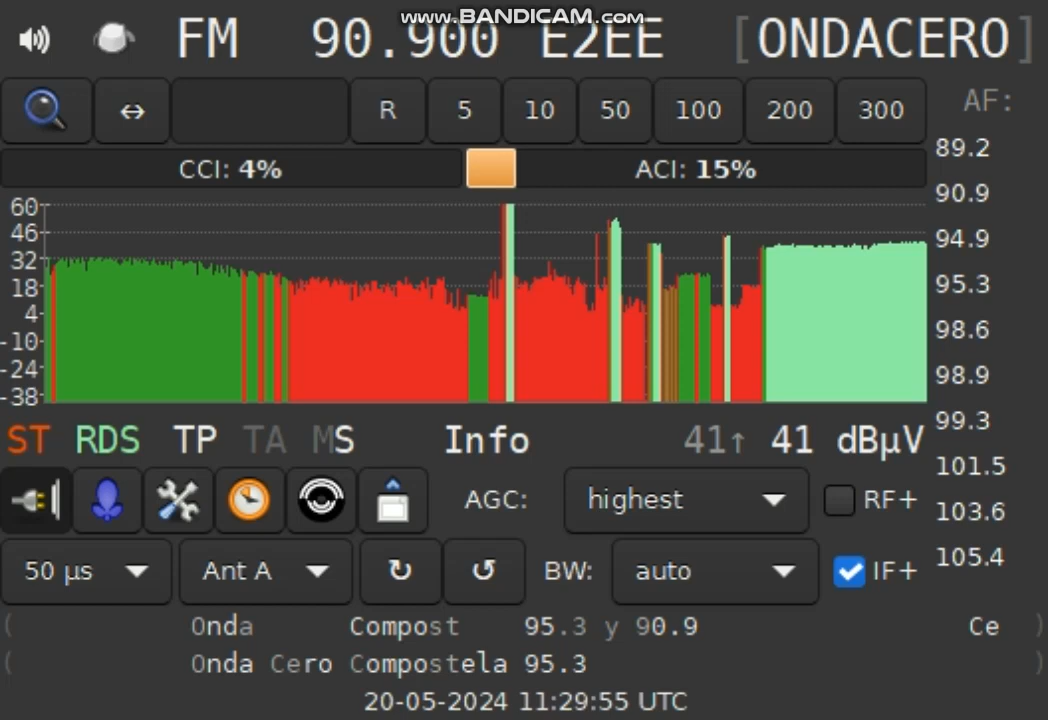 www.BANDICAM.com
FM 90.900 E2EE [ONDACERO]
↔ R 5 10 50 100 200 300
AF:
CCI: 4% ACI: 15%
89.2
90.9
94.9
95.3
98.6
98.9
99.3
101.5
103.6
105.4
60
46
32
18
4
-10
-24
-38
ST RDS TP TA MS Info 41↑ 41 dBµV
AGC: highest RF+
50 µs Ant A ↻ ↺ BW: auto IF+
( Onda Compost 95.3 y 90.9 Ce )
( Onda Cero Compostela 95.3 )
20-05-2024 11:29:55 UTC